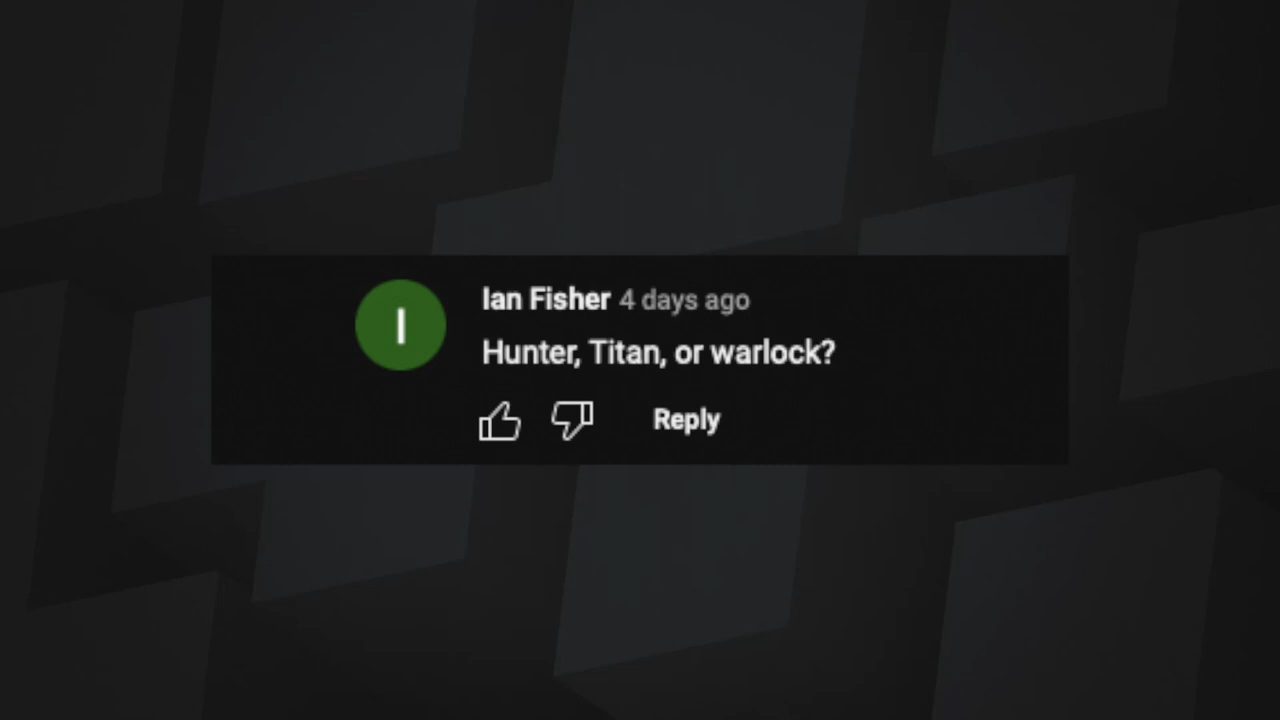 I
Ian Fisher 4 days ago
Hunter, Titan, or warlock?
Reply